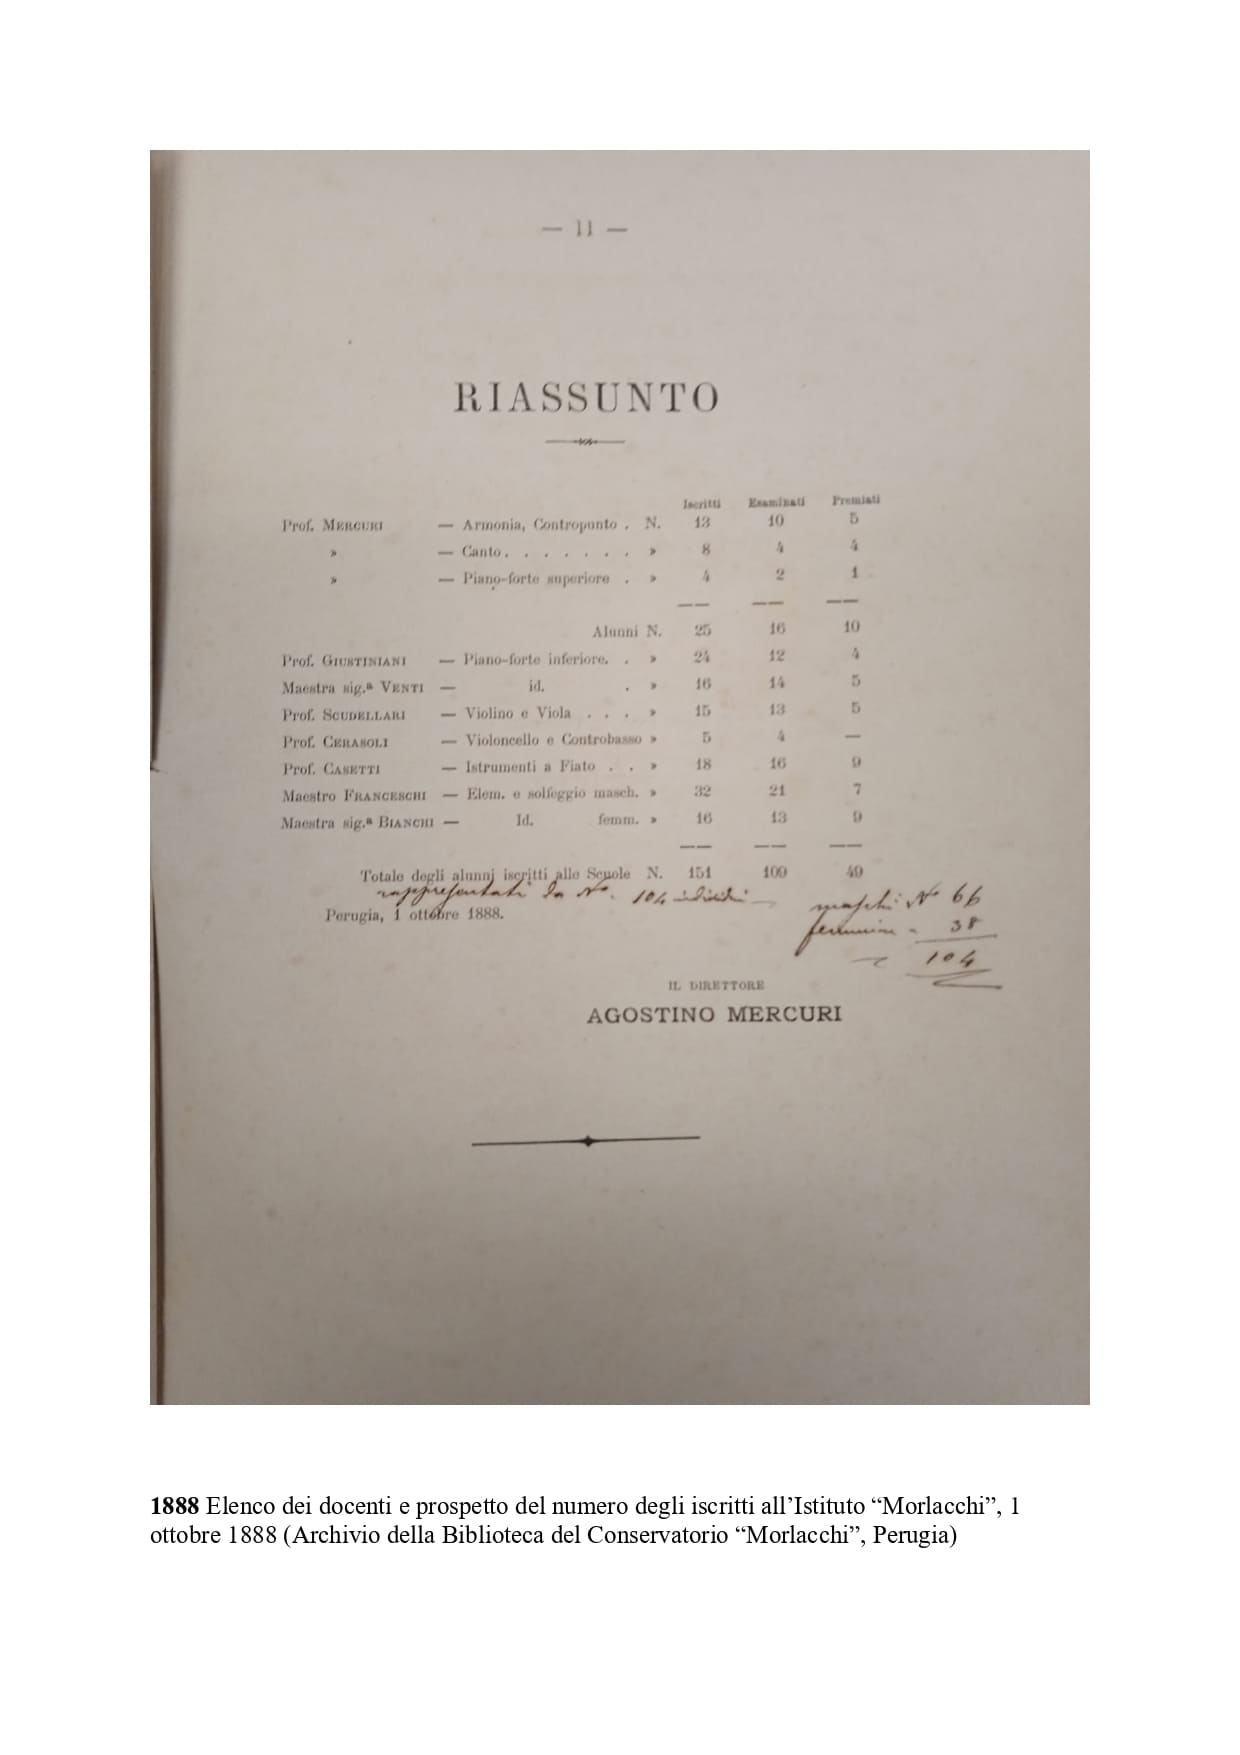 — 11 —
RIASSUNTO
Iscritti Esaminati Premiati
Prof. MERCURI — Armonia, Contropunto . N. 13 10 5
» — Canto. . . . . . . » 8 4 4
» — Piano-forte superiore . » 4 2 1
Alunni N. 25 16 10
Prof. GIUSTINIANI — Piano-forte inferiore. . » 24 12 4
Maestra sig.ª VENTI — id. . » 16 14 5
Prof. SCUDELLARI — Violino e Viola . . . » 15 13 5
Prof. CERASOLI — Violoncello e Controbasso » 5 4 —
Prof. CASETTI — Istrumenti a Fiato . . » 18 16 9
Maestro FRANCESCHI — Elem. e solfeggio masch. » 32 21 7
Maestra sig.ª BIANCHI — Id. femm. » 16 13 9
Totale degli alunni iscritti alle Scuole N. 151 109 49
rappresentati da N.º 104 individui
maschi N.º 66
Perugia, 1 ottobre 1888.
femmine " 38
104
IL DIRETTORE
AGOSTINO MERCURI
1888 Elenco dei docenti e prospetto del numero degli iscritti all’Istituto “Morlacchi”, 1
ottobre 1888 (Archivio della Biblioteca del Conservatorio “Morlacchi”, Perugia)